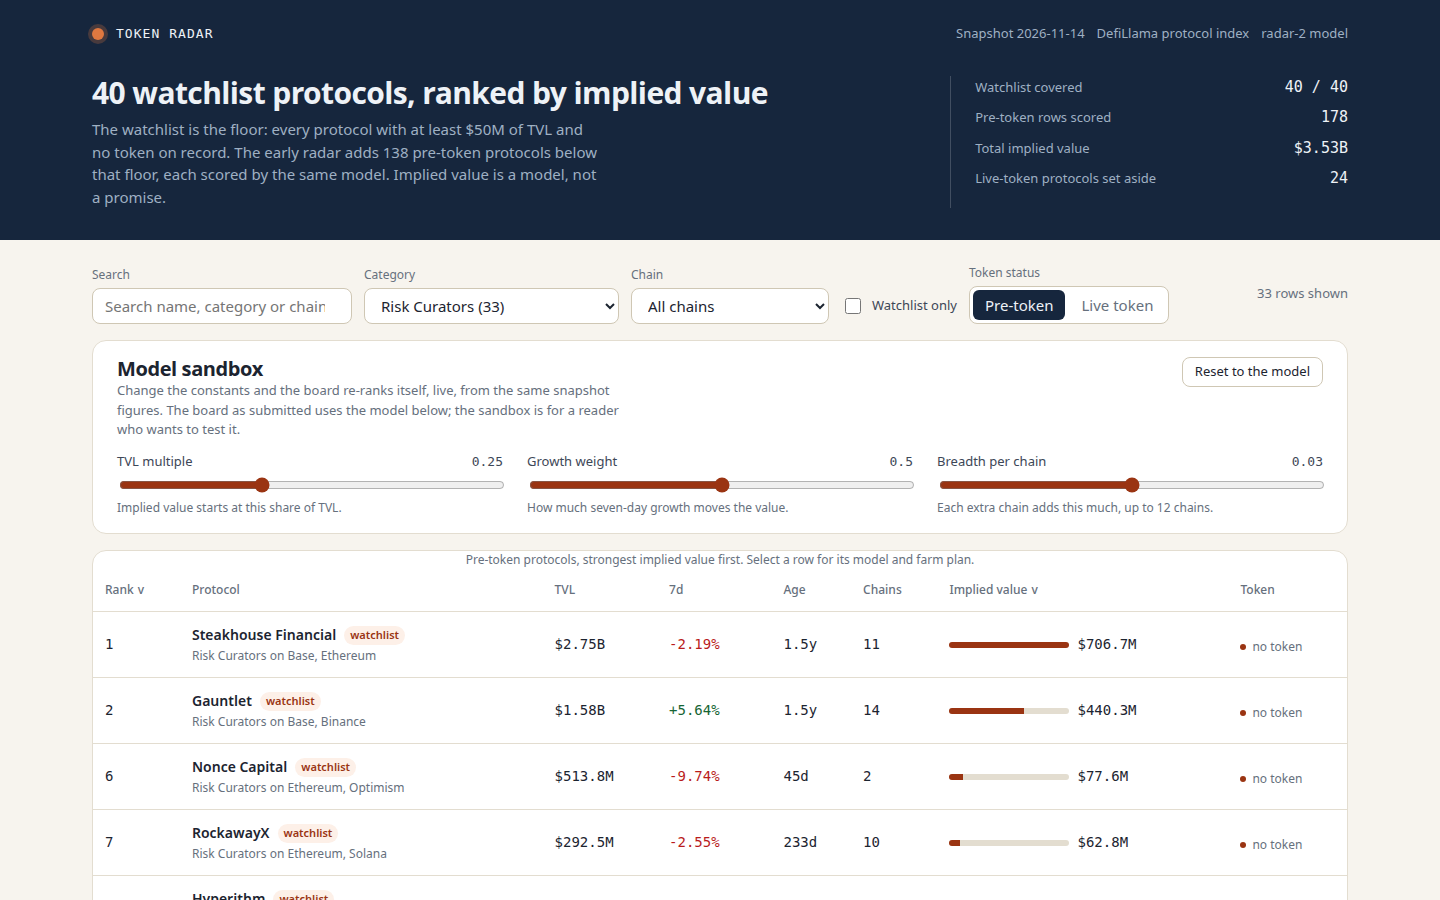 TOKEN RADAR
Snapshot 2026-11-14 DefiLlama protocol index radar-2 model
40 watchlist protocols, ranked by implied value
The watchlist is the floor: every protocol with at least $50M of TVL and
no token on record. The early radar adds 138 pre-token protocols below
that floor, each scored by the same model. Implied value is a model, not
a promise.
Watchlist covered 40 / 40
Pre-token rows scored 178
Total implied value $3.53B
Live-token protocols set aside 24
Search
Search name, category or chain
Category
Risk Curators (33)
Chain
All chains
Watchlist only
Token status
Pre-token Live token
33 rows shown
Model sandbox
Reset to the model
Change the constants and the board re-ranks itself, live, from the same snapshot
figures. The board as submitted uses the model below; the sandbox is for a reader
who wants to test it.
TVL multiple 0.25
Implied value starts at this share of TVL.
Growth weight 0.5
How much seven-day growth moves the value.
Breadth per chain 0.03
Each extra chain adds this much, up to 12 chains.
Pre-token protocols, strongest implied value first. Select a row for its model and farm plan.
Rank v Protocol TVL 7d Age Chains Implied value v Token
1 Steakhouse Financial watchlist $2.75B -2.19% 1.5y 11 $706.7M no token
Risk Curators on Base, Ethereum
2 Gauntlet watchlist $1.58B +5.64% 1.5y 14 $440.3M no token
Risk Curators on Base, Binance
6 Nonce Capital watchlist $513.8M -9.74% 45d 2 $77.6M no token
Risk Curators on Ethereum, Optimism
7 RockawayX watchlist $292.5M -2.55% 233d 10 $62.8M no token
Risk Curators on Ethereum, Solana
Hyperithm watchlist